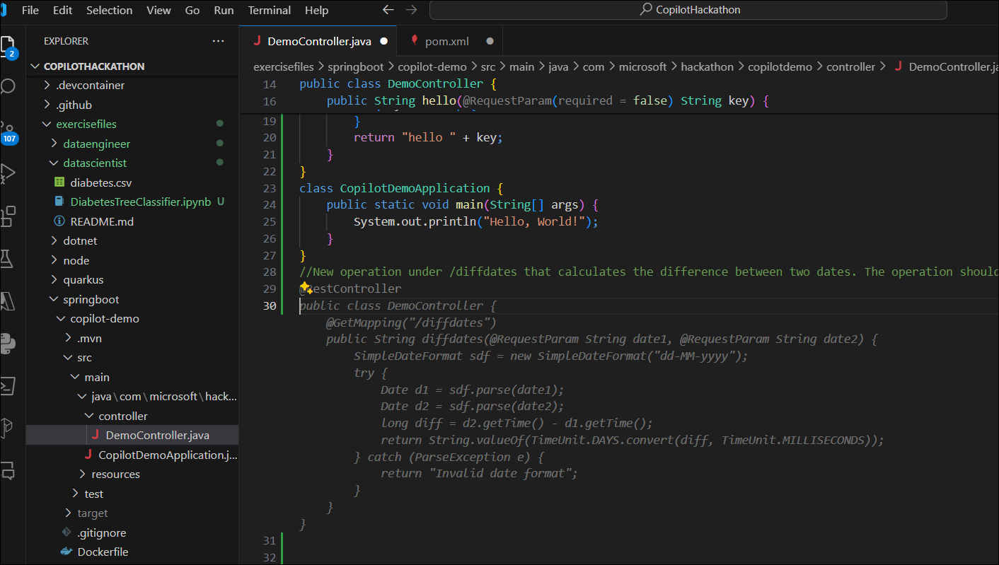 File Edit Selection View Go Run Terminal Help
CopilotHackathon
EXPLORER ...
COPILOTHACKATHON
.devcontainer
.github
exercisefiles
dataengineer
datascientist
diabetes.csv
DiabetesTreeClassifier.ipynb U
README.md
dotnet
node
quarkus
springboot
copilot-demo
.mvn
src
main
java\com\microsoft\hack...
controller
DemoController.java
CopilotDemoApplication.j...
resources
test
target
.gitignore
Dockerfile
2
107
DemoController.java pom.xml
exercisefiles > springboot > copilot-demo > src > main > java > com > microsoft > hackathon > copilotdemo > controller > DemoController.ja
14 public class DemoController {
16 public String hello(@RequestParam(required = false) String key) {
19 }
20 return "hello " + key;
21 }
22 }
23 class CopilotDemoApplication {
24 public static void main(String[] args) {
25 System.out.println("Hello, World!");
26 }
27 }
28 //New operation under /diffdates that calculates the difference between two dates. The operation shoul
29 @RestController
30 public class DemoController {
@GetMapping("/diffdates")
public String diffdates(@RequestParam String date1, @RequestParam String date2) {
SimpleDateFormat sdf = new SimpleDateFormat("dd-MM-yyyy");
try {
Date d1 = sdf.parse(date1);
Date d2 = sdf.parse(date2);
long diff = d2.getTime() - d1.getTime();
return String.valueOf(TimeUnit.DAYS.convert(diff, TimeUnit.MILLISECONDS));
} catch (ParseException e) {
return "Invalid date format";
}
}
}
31
32